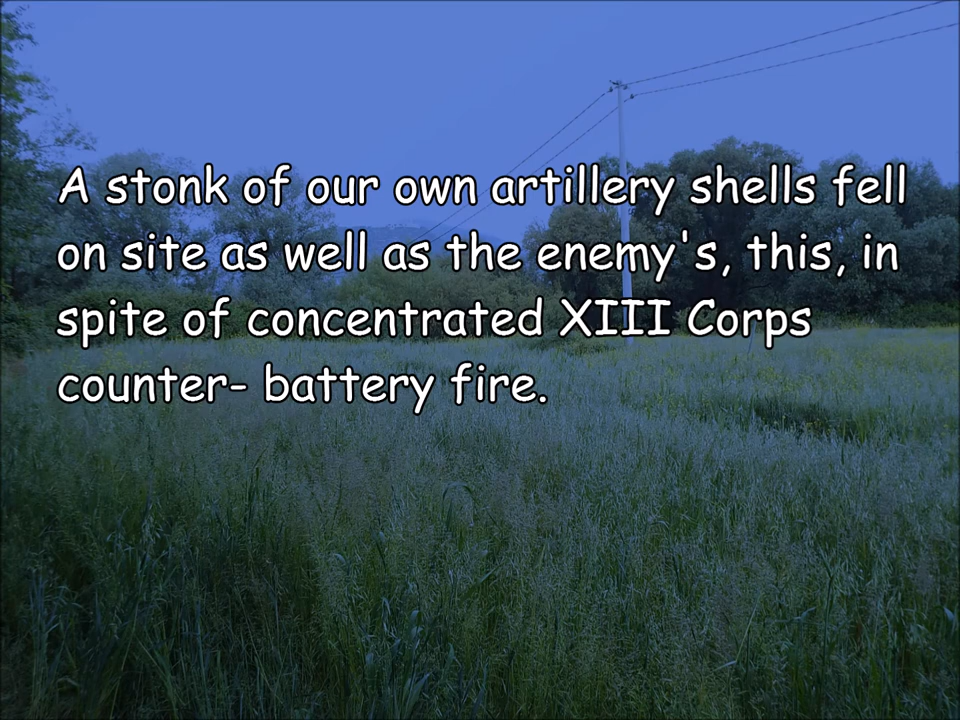 A stonk of our own artillery shells fell
on site as well as the enemy's, this, in
spite of concentrated XIII Corps
counter- battery fire.